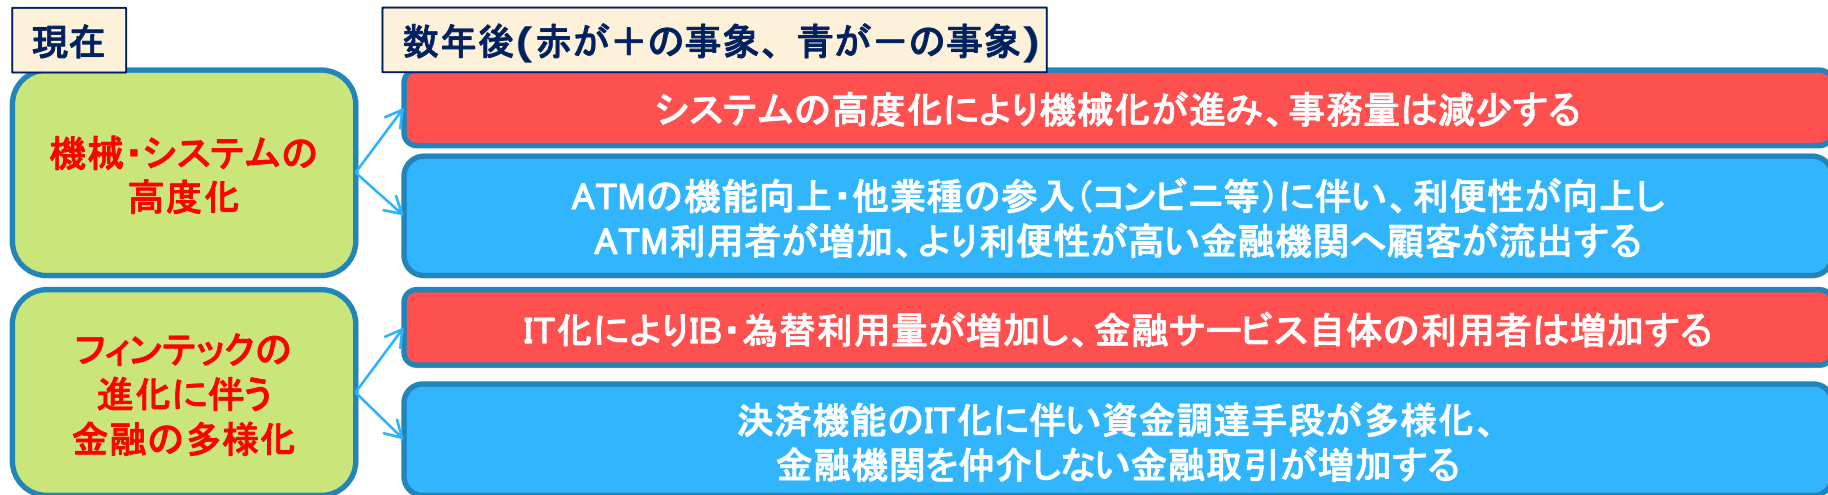 現在
数年後(赤が＋の事象、青がーの事象)
機械・システムの
高度化
システムの高度化により機械化が進み、事務量は減少する
ATMの機能向上・他業種の参入（コンビニ等）に伴い、利便性が向上し
ATM利用者が増加、より利便性が高い金融機関へ顧客が流出する
フィンテックの
進化に伴う
金融の多様化
IT化によりIB・為替利用量が増加し、金融サービス自体の利用者は増加する
決済機能のIT化に伴い資金調達手段が多様化、
金融機関を仲介しない金融取引が増加する